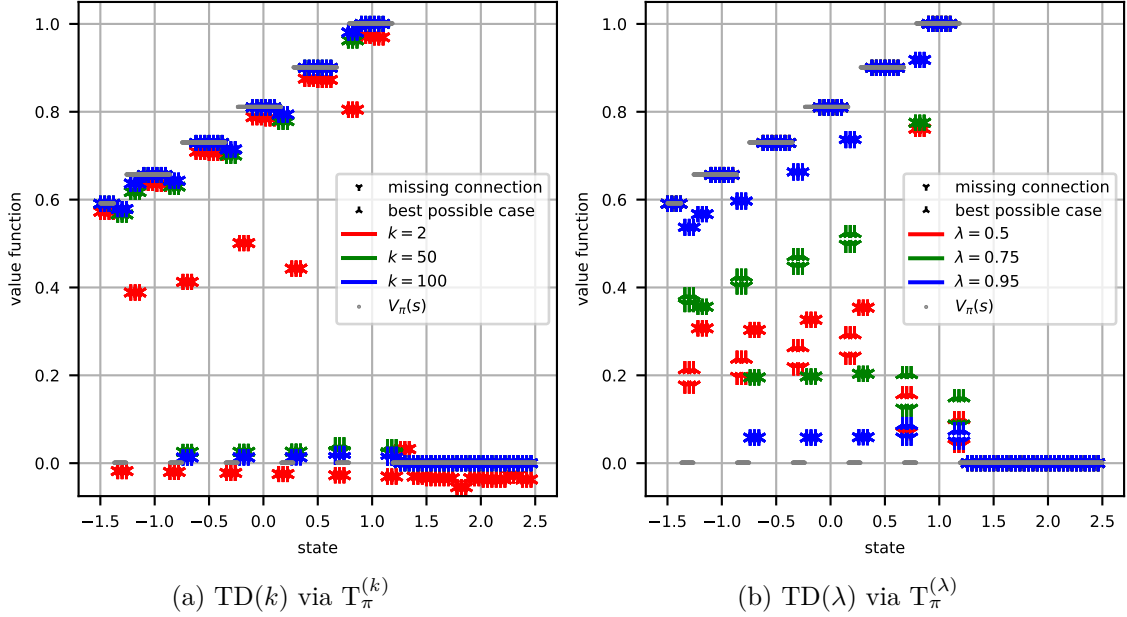 1.0
0.8
0.6
0.4
0.2
0.0
value function
−1.5 −1.0 −0.5 0.0 0.5 1.0 1.5 2.0 2.5
state
missing connection
best possible case
k = 2
k = 50
k = 100
Vπ(s)
(a) TD(k) via Tπ^(k)
1.0
0.8
0.6
0.4
0.2
0.0
value function
−1.5 −1.0 −0.5 0.0 0.5 1.0 1.5 2.0 2.5
state
missing connection
best possible case
λ = 0.5
λ = 0.75
λ = 0.95
Vπ(s)
(b) TD(λ) via Tπ^(λ)